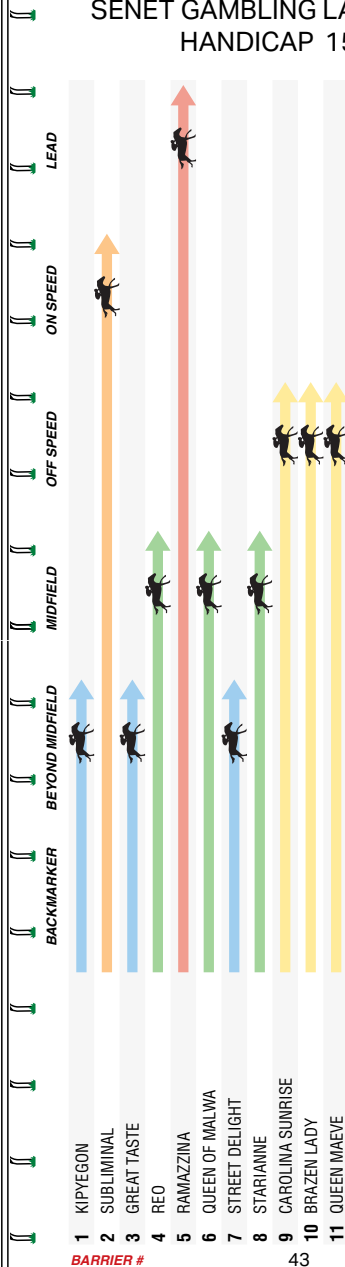 SENET GAMBLING LA
HANDICAP 15
LEAD
ON SPEED
OFF SPEED
MIDFIELD
BEYOND MIDFIELD
BACKMARKER
1 KIPYEGON
2 SUBLIMINAL
3 GREAT TASTE
4 REO
5 RAMAZZINA
6 QUEEN OF MALWA
7 STREET DELIGHT
8 STARIANNE
9 CAROLINA SUNRISE
10 BRAZEN LADY
11 QUEEN MAEVE
BARRIER #
43